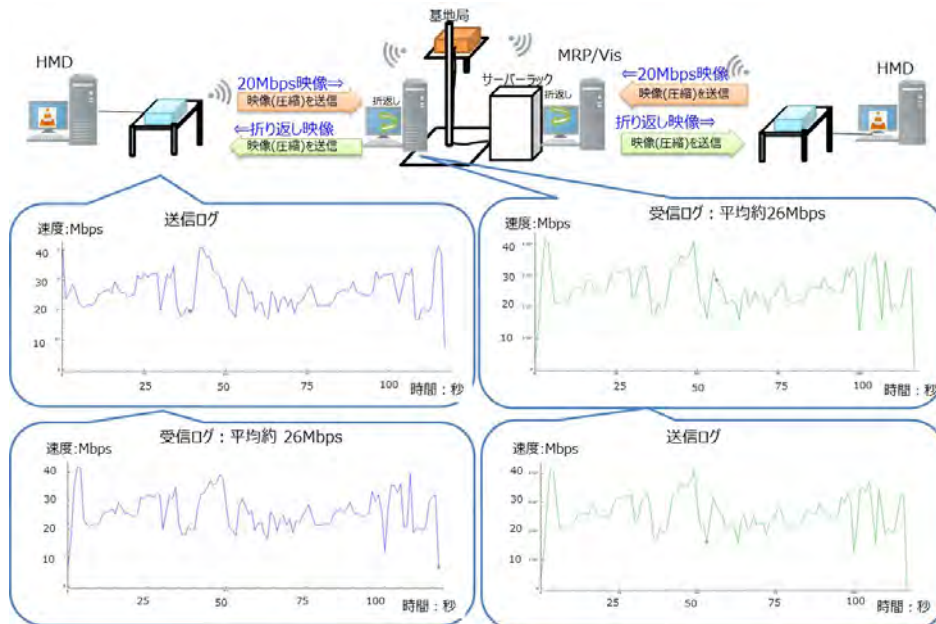 基地局
HMD
MRP/Vis
HMD
サーバーラック
20Mbps映像⇒
映像(圧縮)を送信
折返し
⇐折り返し映像
映像(圧縮)を送信
折返し
⇐20Mbps映像
映像(圧縮)を送信
折り返し映像⇒
映像(圧縮)を送信
送信ログ
速度:Mbps
40
30
20
10
25
50
75
100
時間：秒
受信ログ：平均約26Mbps
速度:Mbps
40
30
20
10
25
50
75
100
時間：秒
受信ログ：平均約 26Mbps
速度:Mbps
40
30
20
10
25
50
75
100
時間：秒
送信ログ
速度:Mbps
40
30
20
10
25
50
75
100
時間：秒